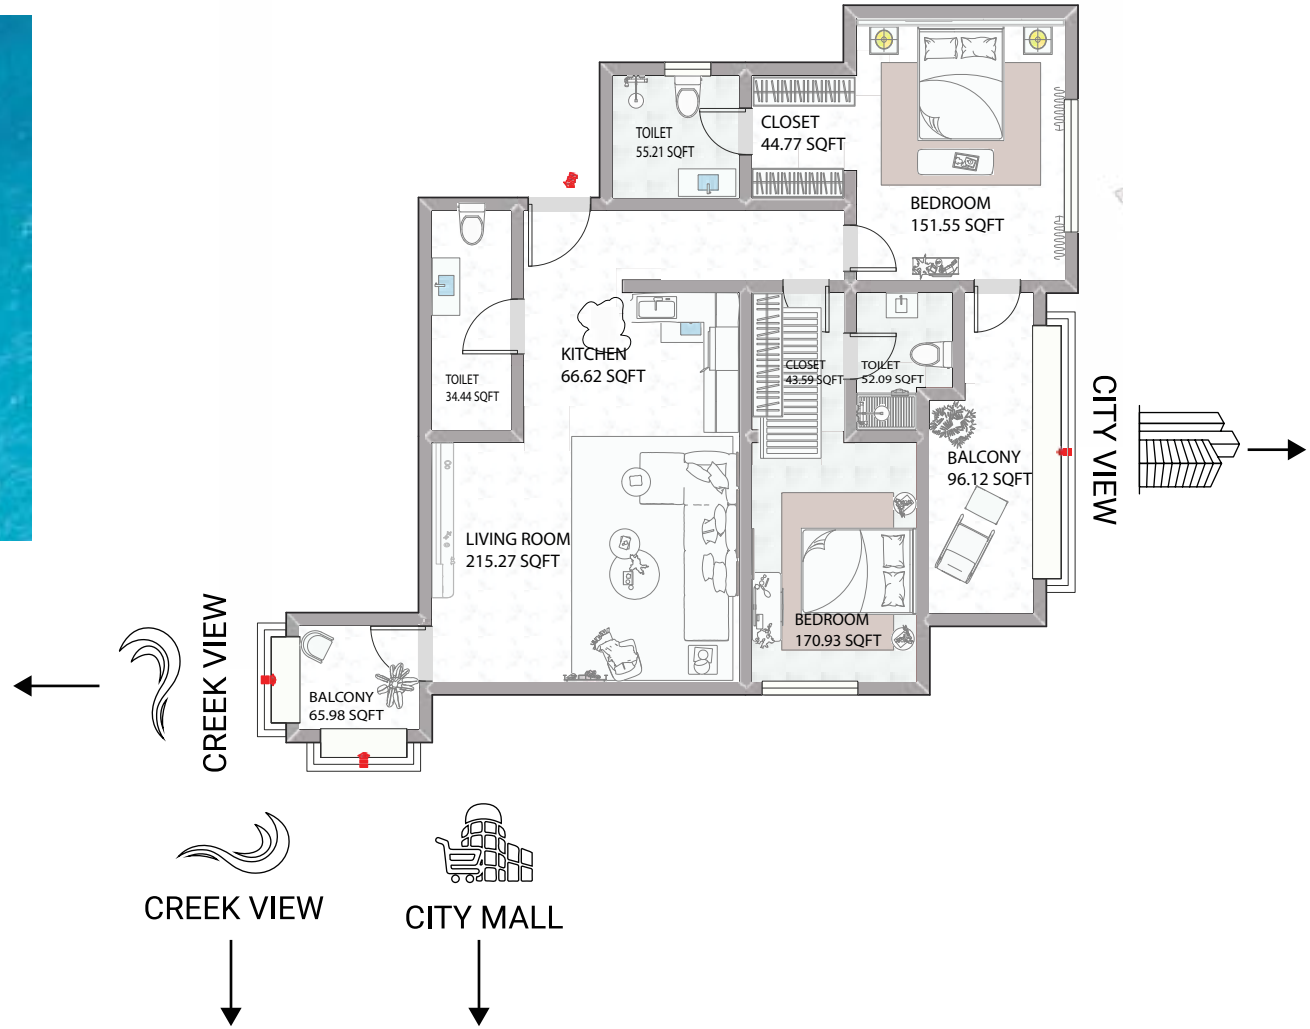 TOILET
55.21 SQFT
CLOSET
44.77 SQFT
BEDROOM
151.55 SQFT
KITCHEN
66.62 SQFT
TOILET
34.44 SQFT
CLOSET
43.59 SQFT
TOILET
52.09 SQFT
BALCONY
96.12 SQFT
CITY VIEW
LIVING ROOM
215.27 SQFT
BEDROOM
170.93 SQFT
BALCONY
65.98 SQFT
CREEK VIEW
CREEK VIEW
CITY MALL